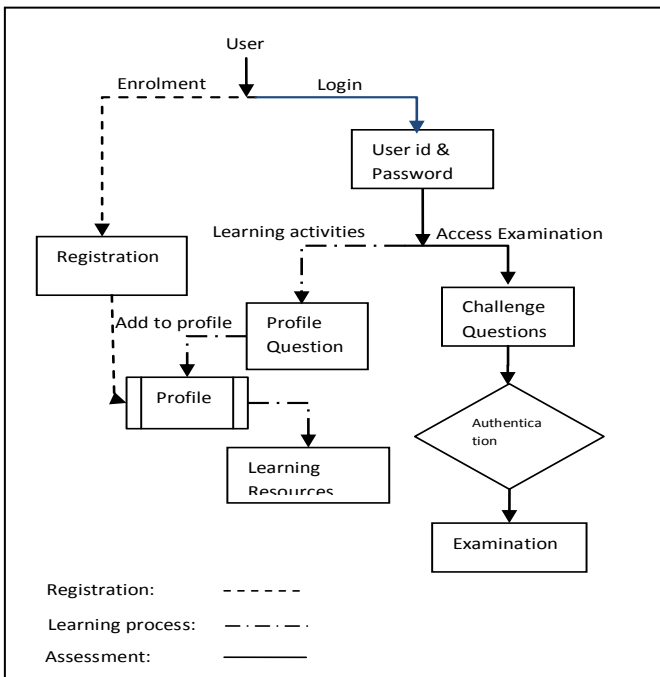 User
Enrolment
Login
User id &
Password
Learning activities
Access Examination
Registration
Challenge
Questions
Add to profile
Profile
Question
Profile
Authentica
tion
Learning
Resources
Examination
Registration:
Learning process:
Assessment: